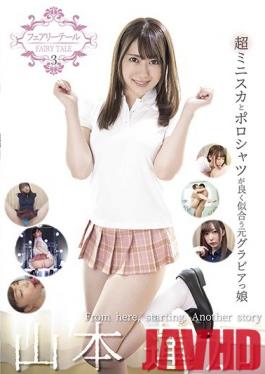 フェアリーテール
FAIRY TALE
3
超ミニスカとポロシャツが良く似合う元グラビアっ娘
From here, starting. Another story
山本
JAVHD